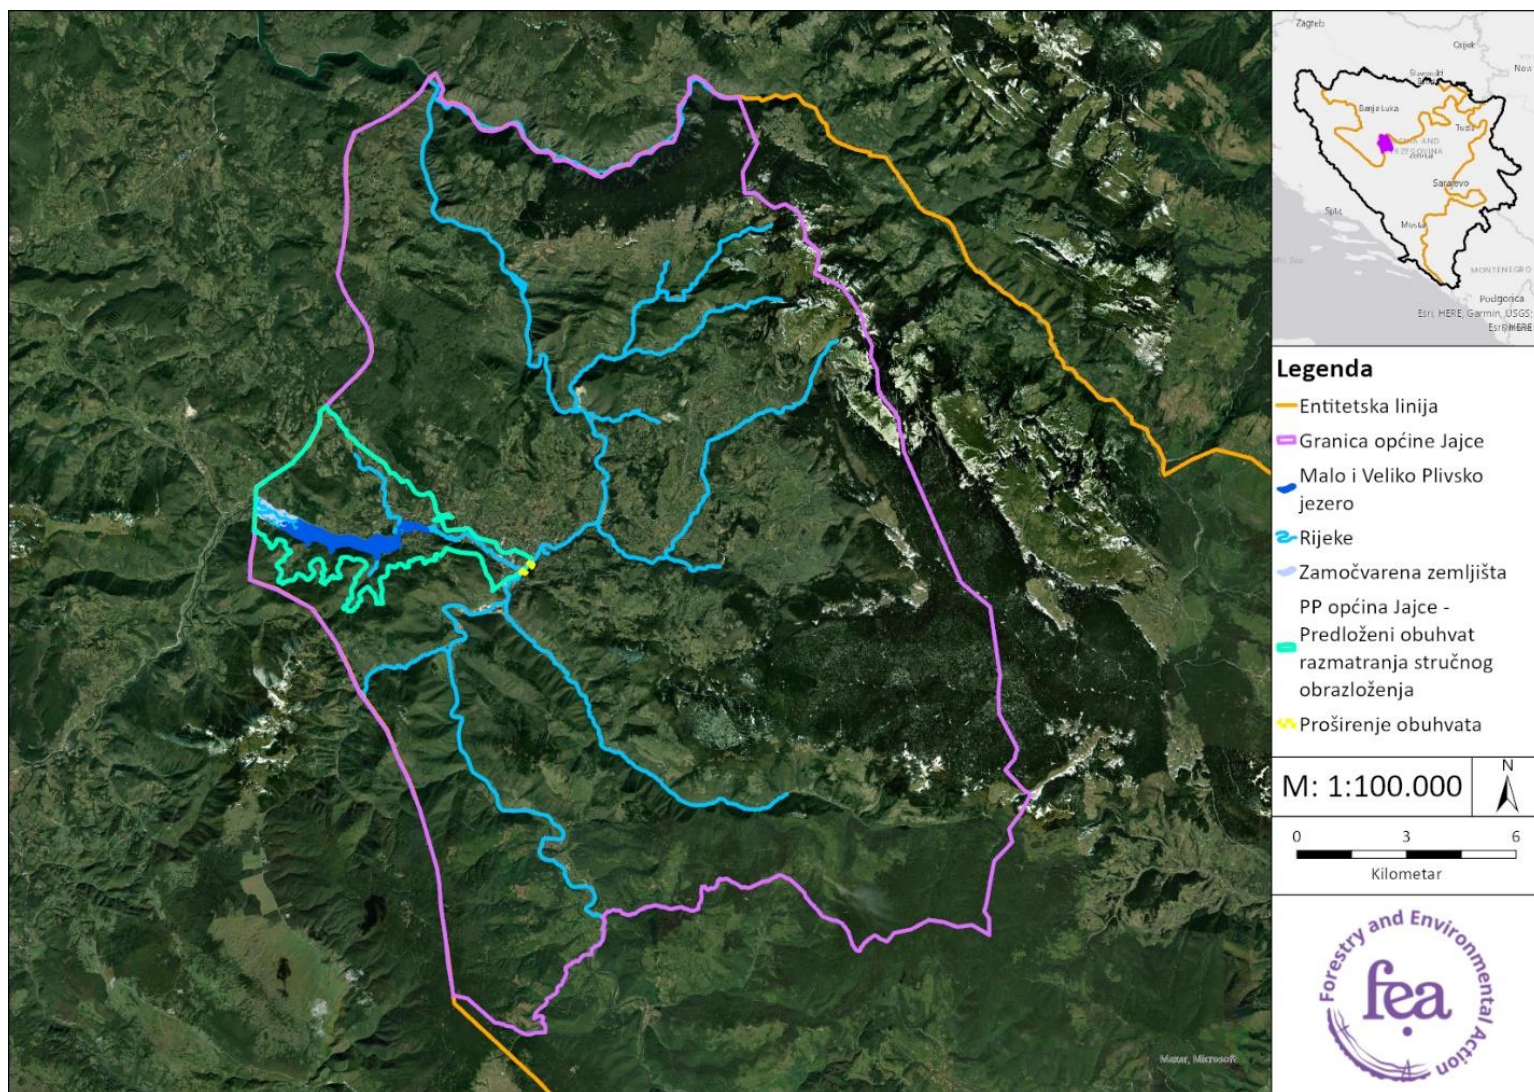 Zagreb
Osijek
Banja Luka
Tuzla
Sarajevo
Split
Mostar
MONTENEGRO
Podgorica
Esri, HERE, Garmin, USGS;
Legenda
Entitetska linija
Granica općine Jajce
Malo i Veliko Plivsko
jezero
Rijeke
Zamočvarena zemljišta
PP općina Jajce -
Predloženi obuhvat
razmatranja stručnog
obrazloženja
Proširenje obuhvata
M: 1:100.000
N
0 3 6
Kilometar
Forestry and Environmental Action
fea
Maxar, Microsoft